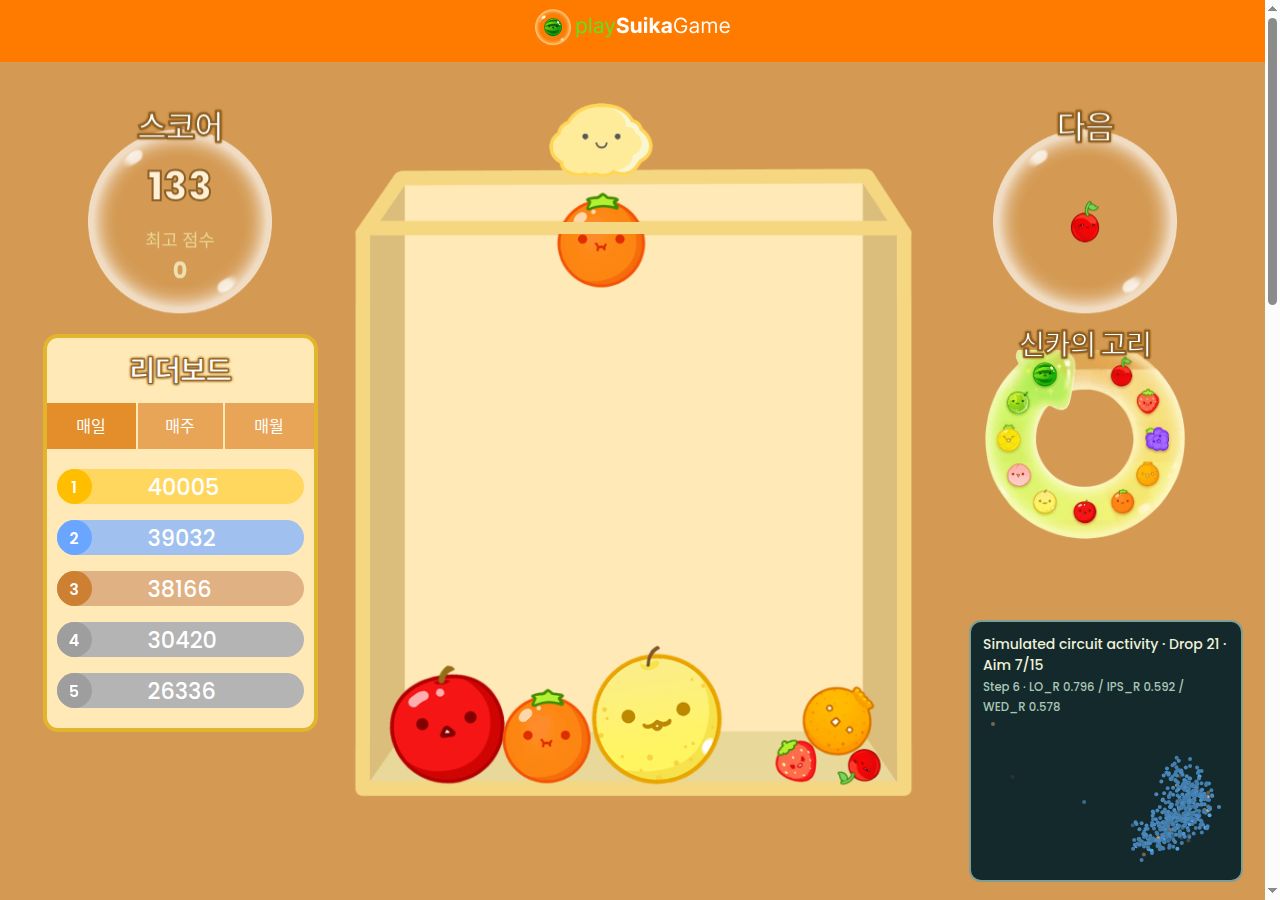 playSuikaGame
스코어
133
최고 점수
0
다음
신카의 고리
리더보드
매일 매주 매월
1 40005
2 39032
3 38166
4 30420
5 26336
Simulated circuit activity · Drop 21 ·
Aim 7/15
Step 6 · LO_R 0.796 / IPS_R 0.592 /
WED_R 0.578